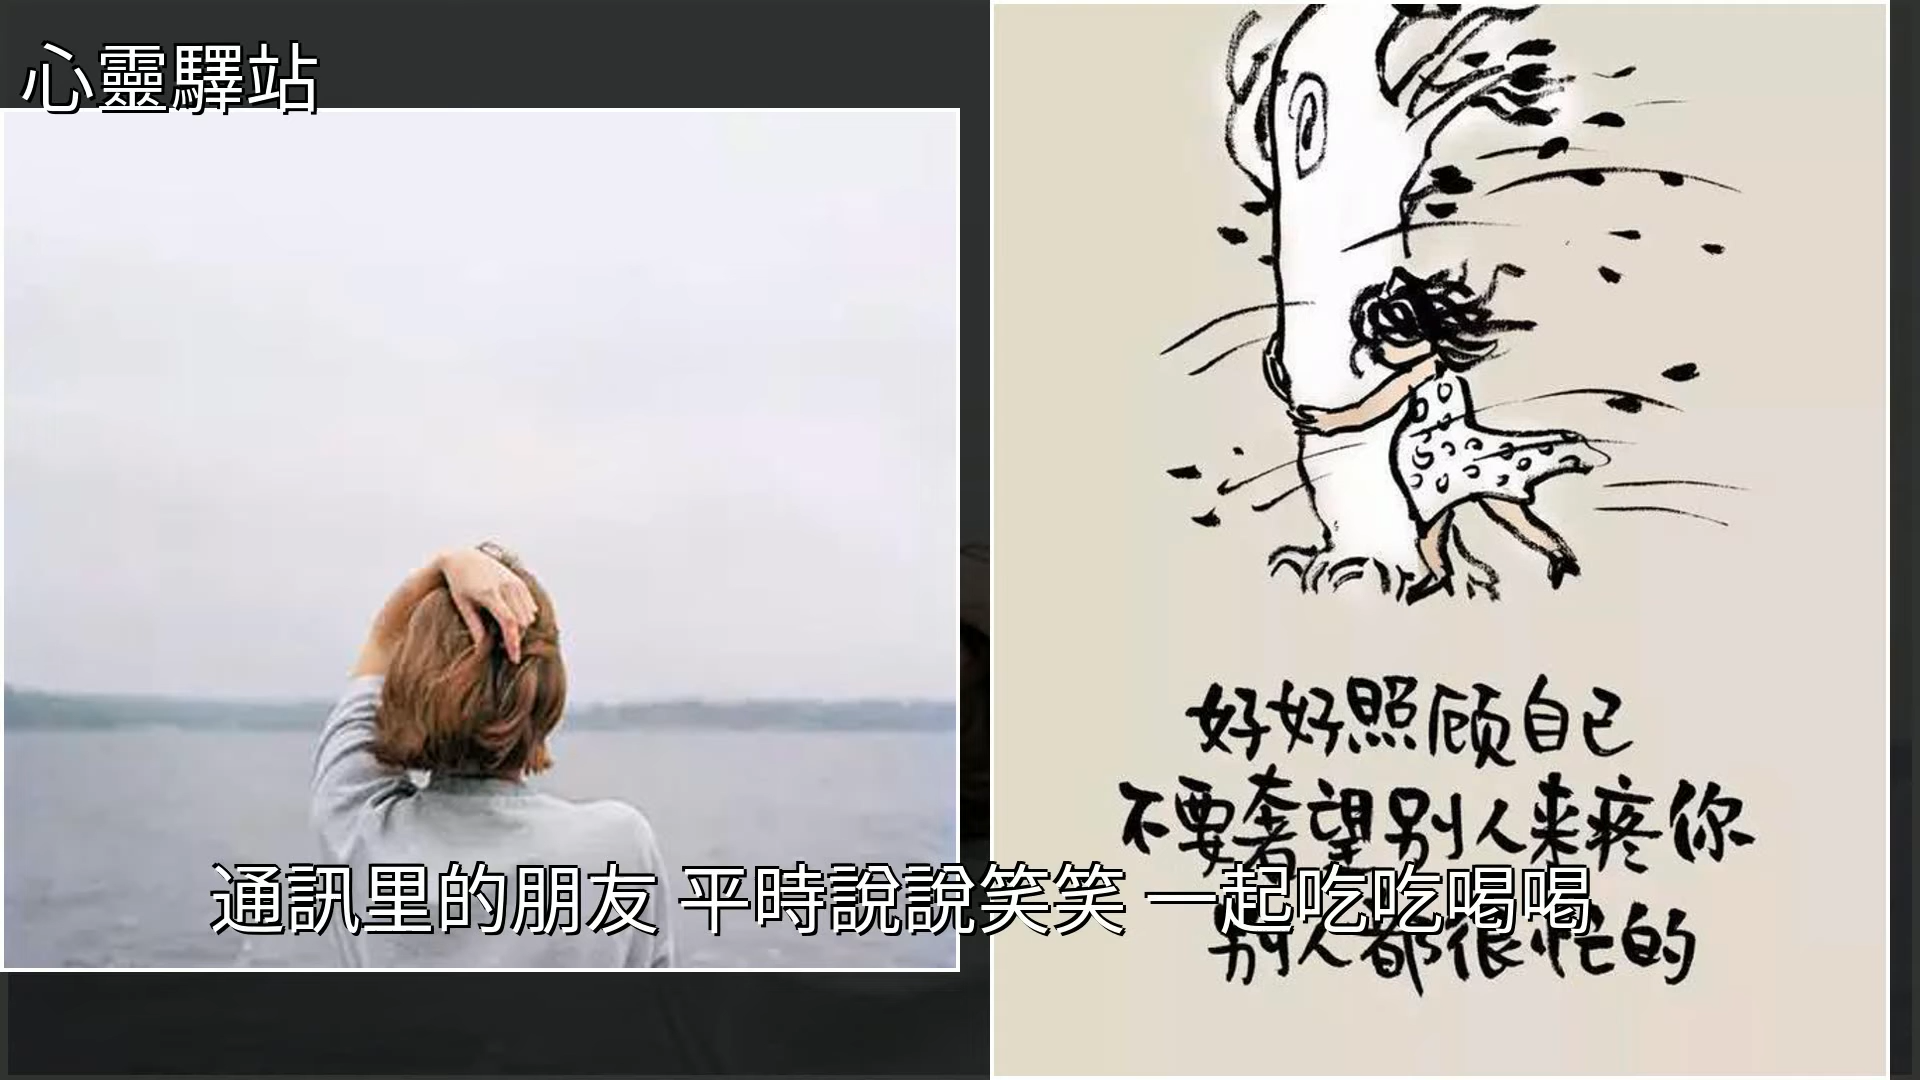 心靈驛站
好好照顾自己
不要奢望别人来疼你
别人都很忙的
通訊里的朋友 平時說說笑笑 一起吃吃喝喝